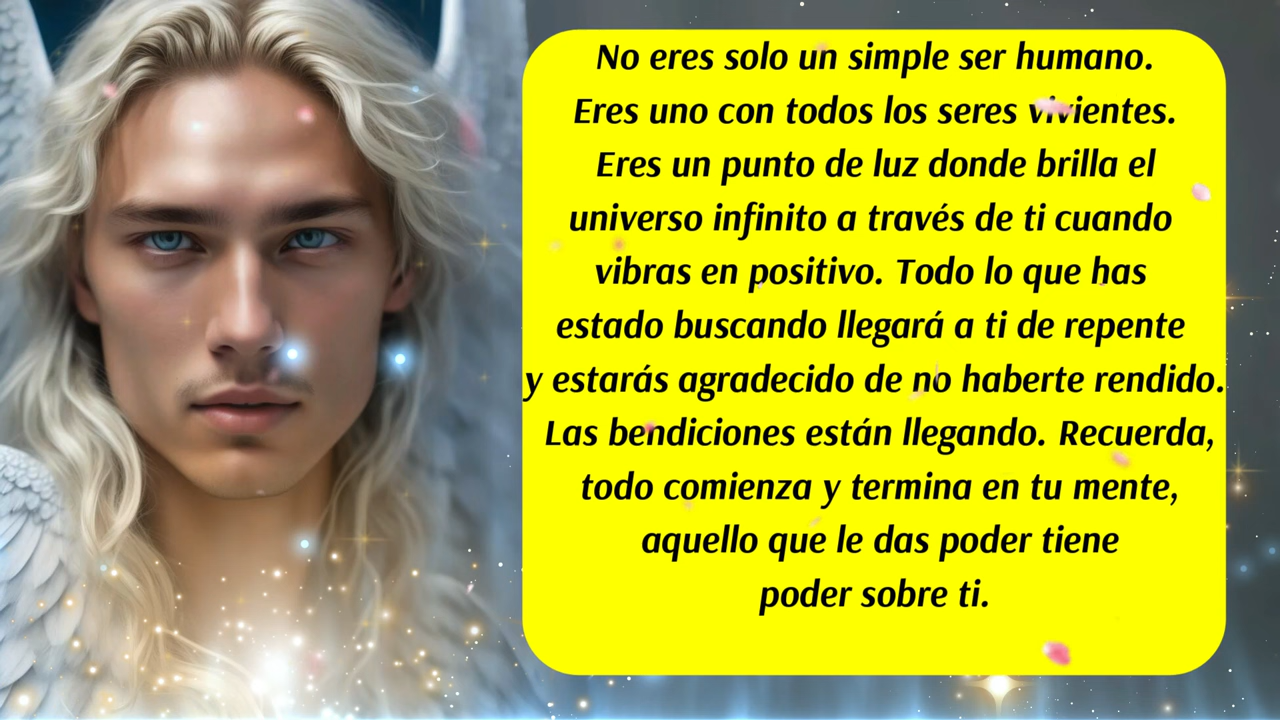 No eres solo un simple ser humano.
Eres uno con todos los seres vivientes.
Eres un punto de luz donde brilla el
universo infinito a través de ti cuando
vibras en positivo. Todo lo que has
estado buscando llegará a ti de repente
y estarás agradecido de no haberte rendido.
Las bendiciones están llegando. Recuerda,
todo comienza y termina en tu mente,
aquello que le das poder tiene
poder sobre ti.